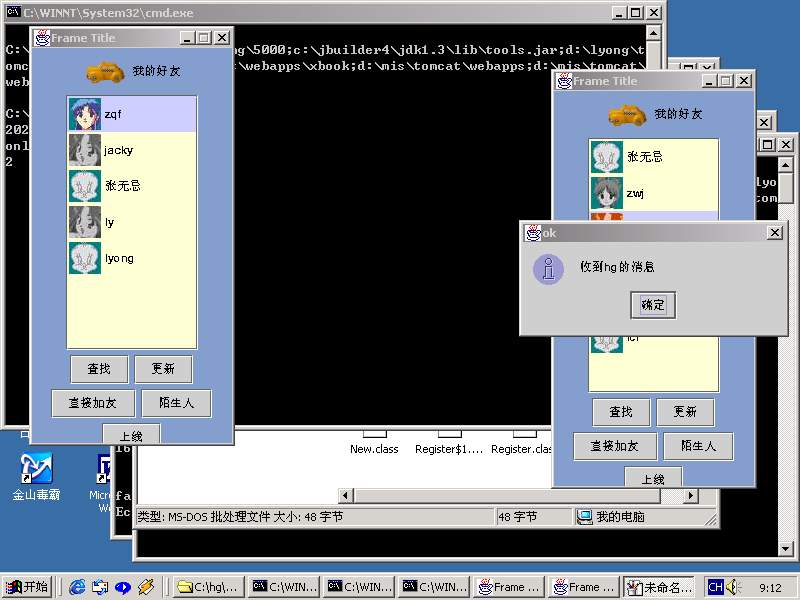 C:\WINNT\System32\cmd.exe
Frame Title
我的好友
zqf
jacky
张无忌
ly
lyong
查找
更新
直接加友
陌生人
上线
C:\
ng\5000;c:\jbuilder4\jdk1.3\lib\tools.jar;d:\lyong\t
omc
t\webapps\xbook;d:\mis\tomcat\webapps;d:\mis\tomcat\
web
C:\
202
onl
2
Frame Title
我的好友
张无忌
zwj
查找
更新
直接加友
陌生人
上线
ok
收到hg的消息
确定
lyo
com
New.class
Register$1....
Register.clas
类型: MS-DOS 批处理文件 大小: 48 字节
48 字节
我的电脑
fa
Ec
金山毒霸
Micro
Wo
开始
C:\hg\...
C:\WIN...
C:\WIN...
C:\WIN...
Frame ...
Frame ...
未命名...
CH
9:12